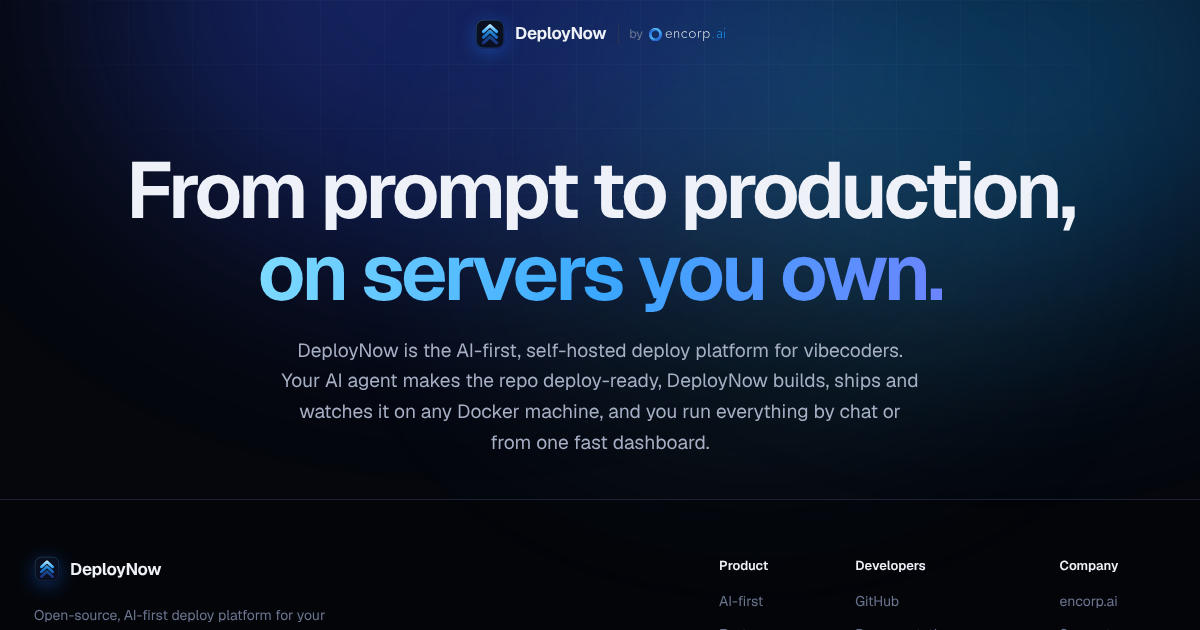 DeployNow by encorp.ai
From prompt to production,
on servers you own.
DeployNow is the AI-first, self-hosted deploy platform for vibecoders.
Your AI agent makes the repo deploy-ready, DeployNow builds, ships and
watches it on any Docker machine, and you run everything by chat or
from one fast dashboard.
DeployNow
Open-source, AI-first deploy platform for your
Product
AI-first
Developers
GitHub
Company
encorp.ai